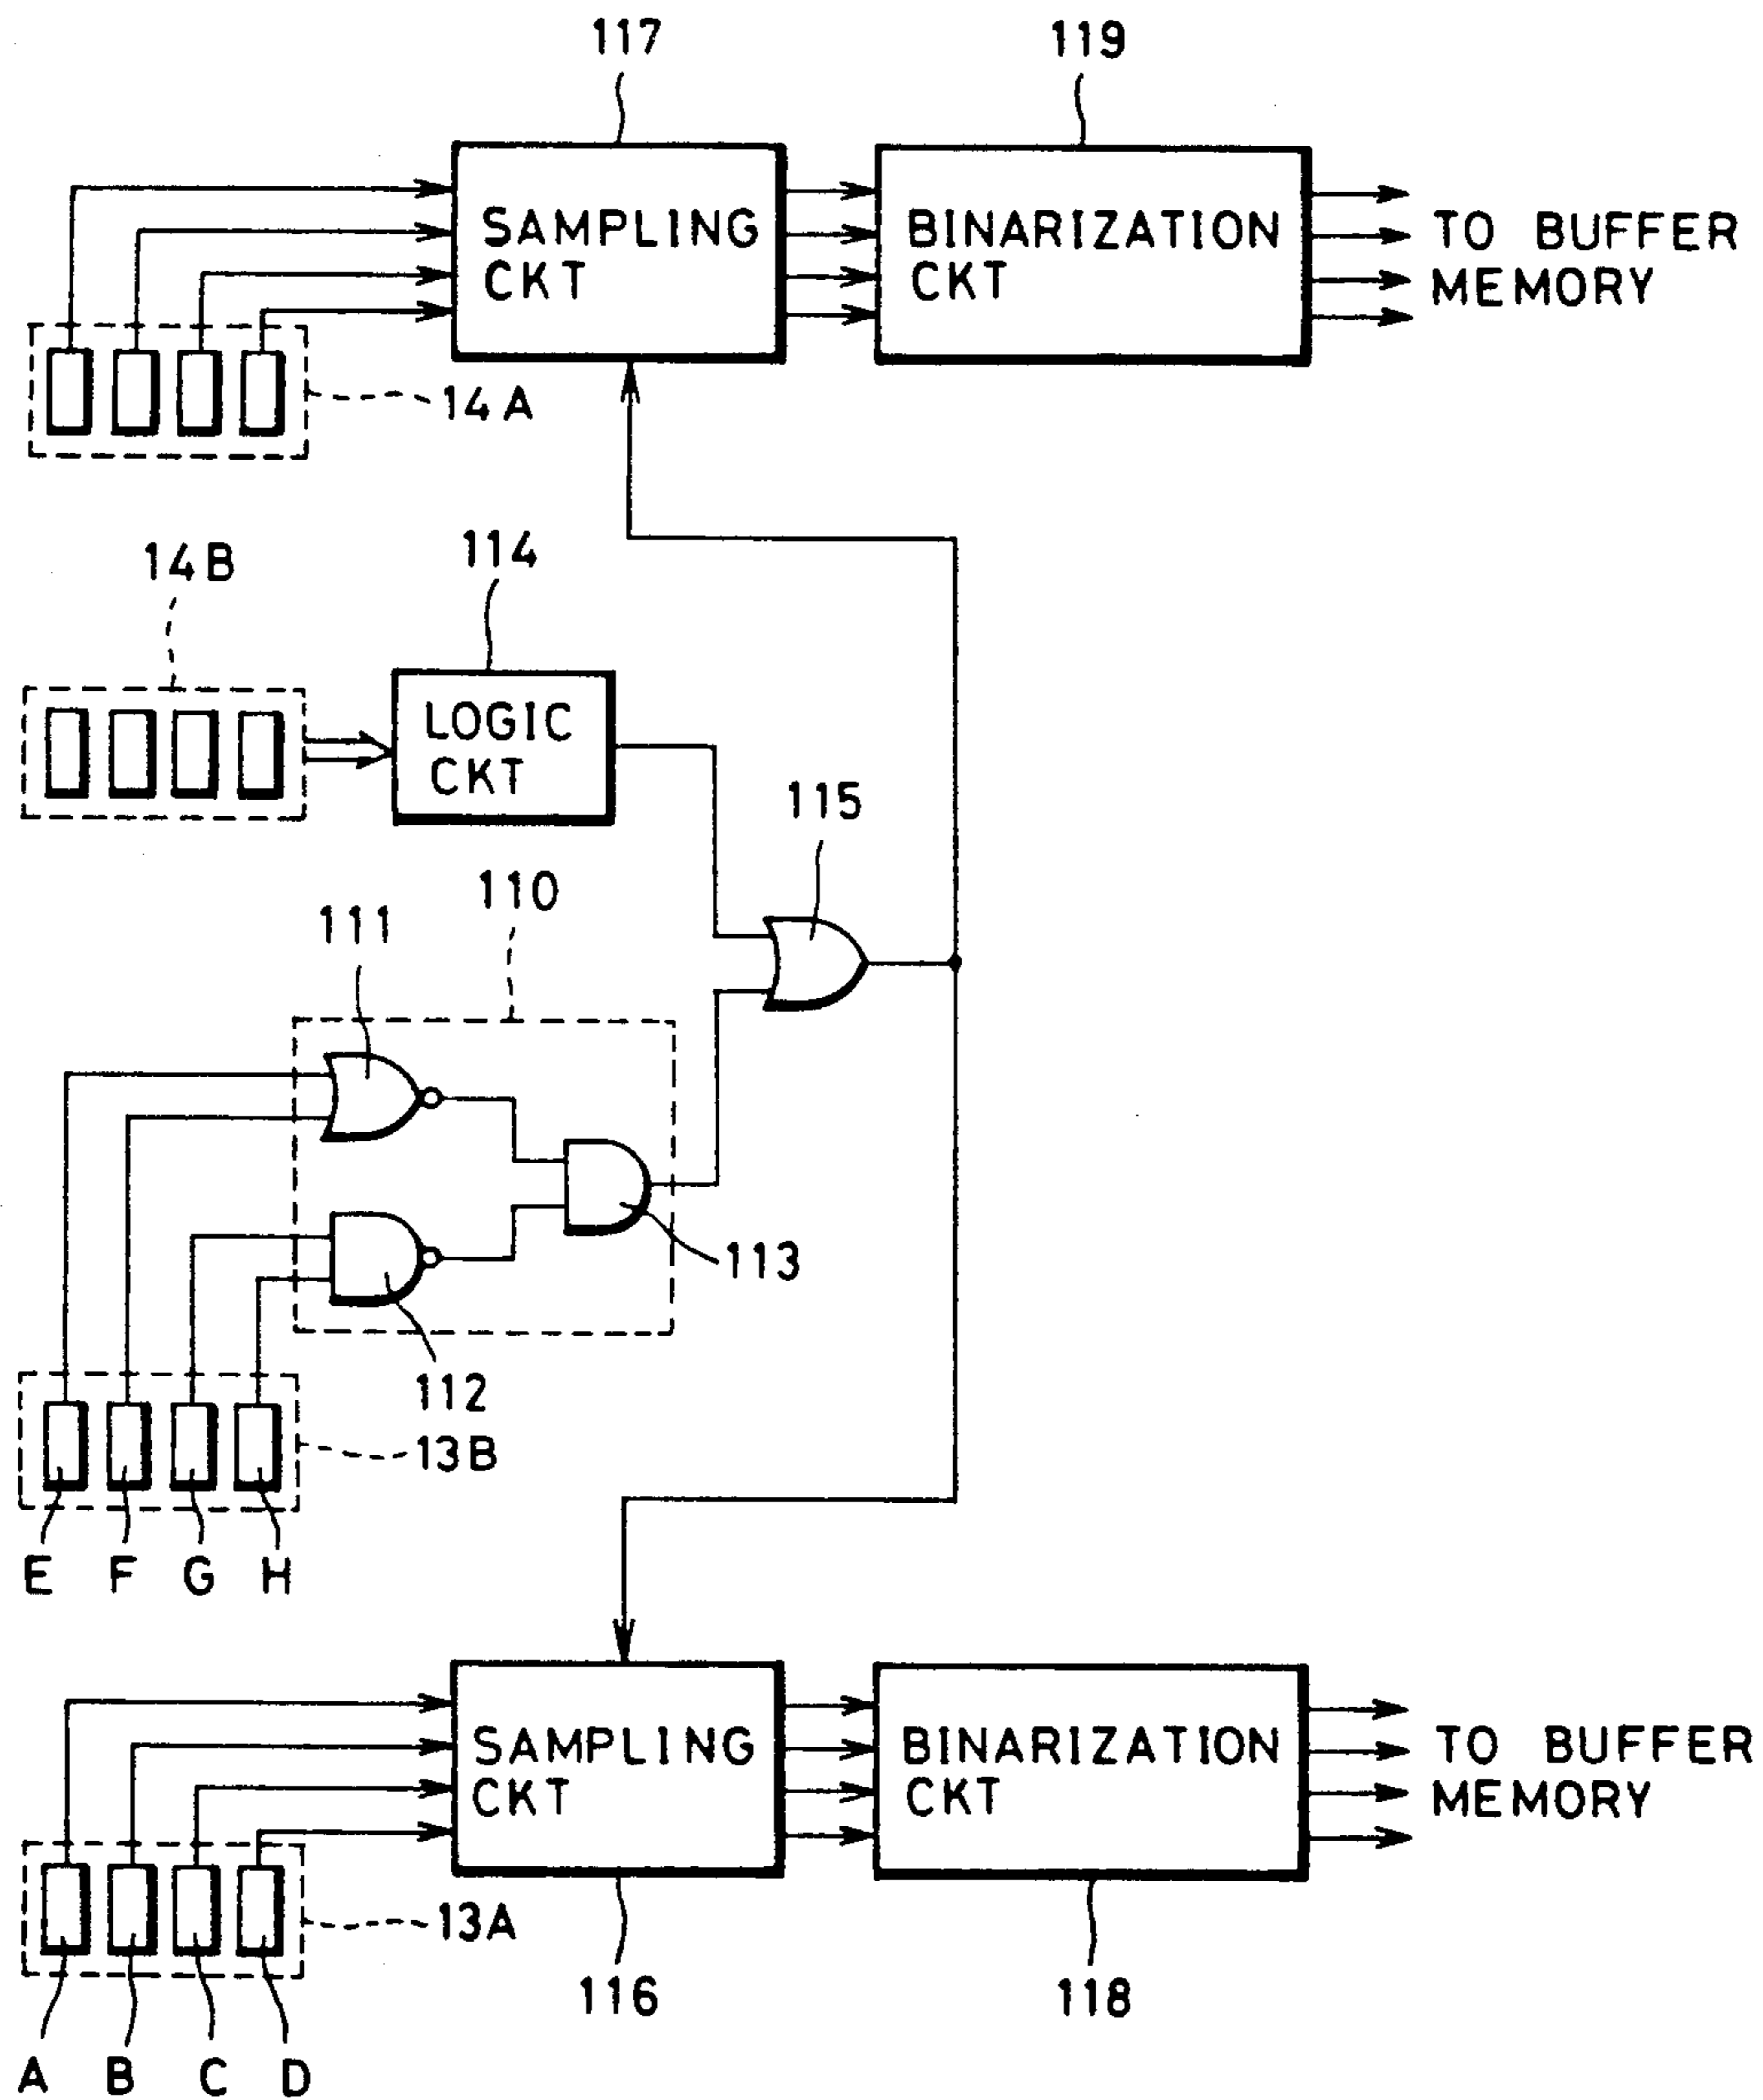 117
119
SAMPLING
CKT
BINARIZATION
CKT
TO BUFFER
MEMORY
14A
14B
114
LOGIC
CKT
115
110
111
113
112
13B
E F G H
SAMPLING
CKT
BINARIZATION
CKT
TO BUFFER
MEMORY
13A
116
118
A B C D